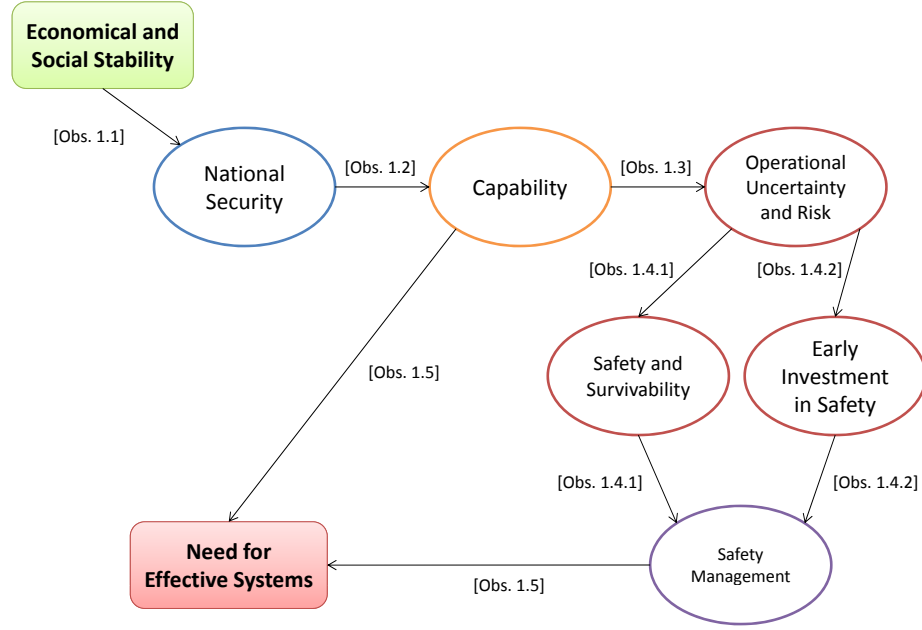 Economical and
Social Stability
[Obs. 1.1]
National
Security
[Obs. 1.2]
Capability
[Obs. 1.3]
Operational
Uncertainty
and Risk
[Obs. 1.4.1]
[Obs. 1.4.2]
Safety and
Survivability
Early
Investment
in Safety
[Obs. 1.5]
[Obs. 1.4.1]
[Obs. 1.4.2]
Need for
Effective Systems
[Obs. 1.5]
Safety
Management